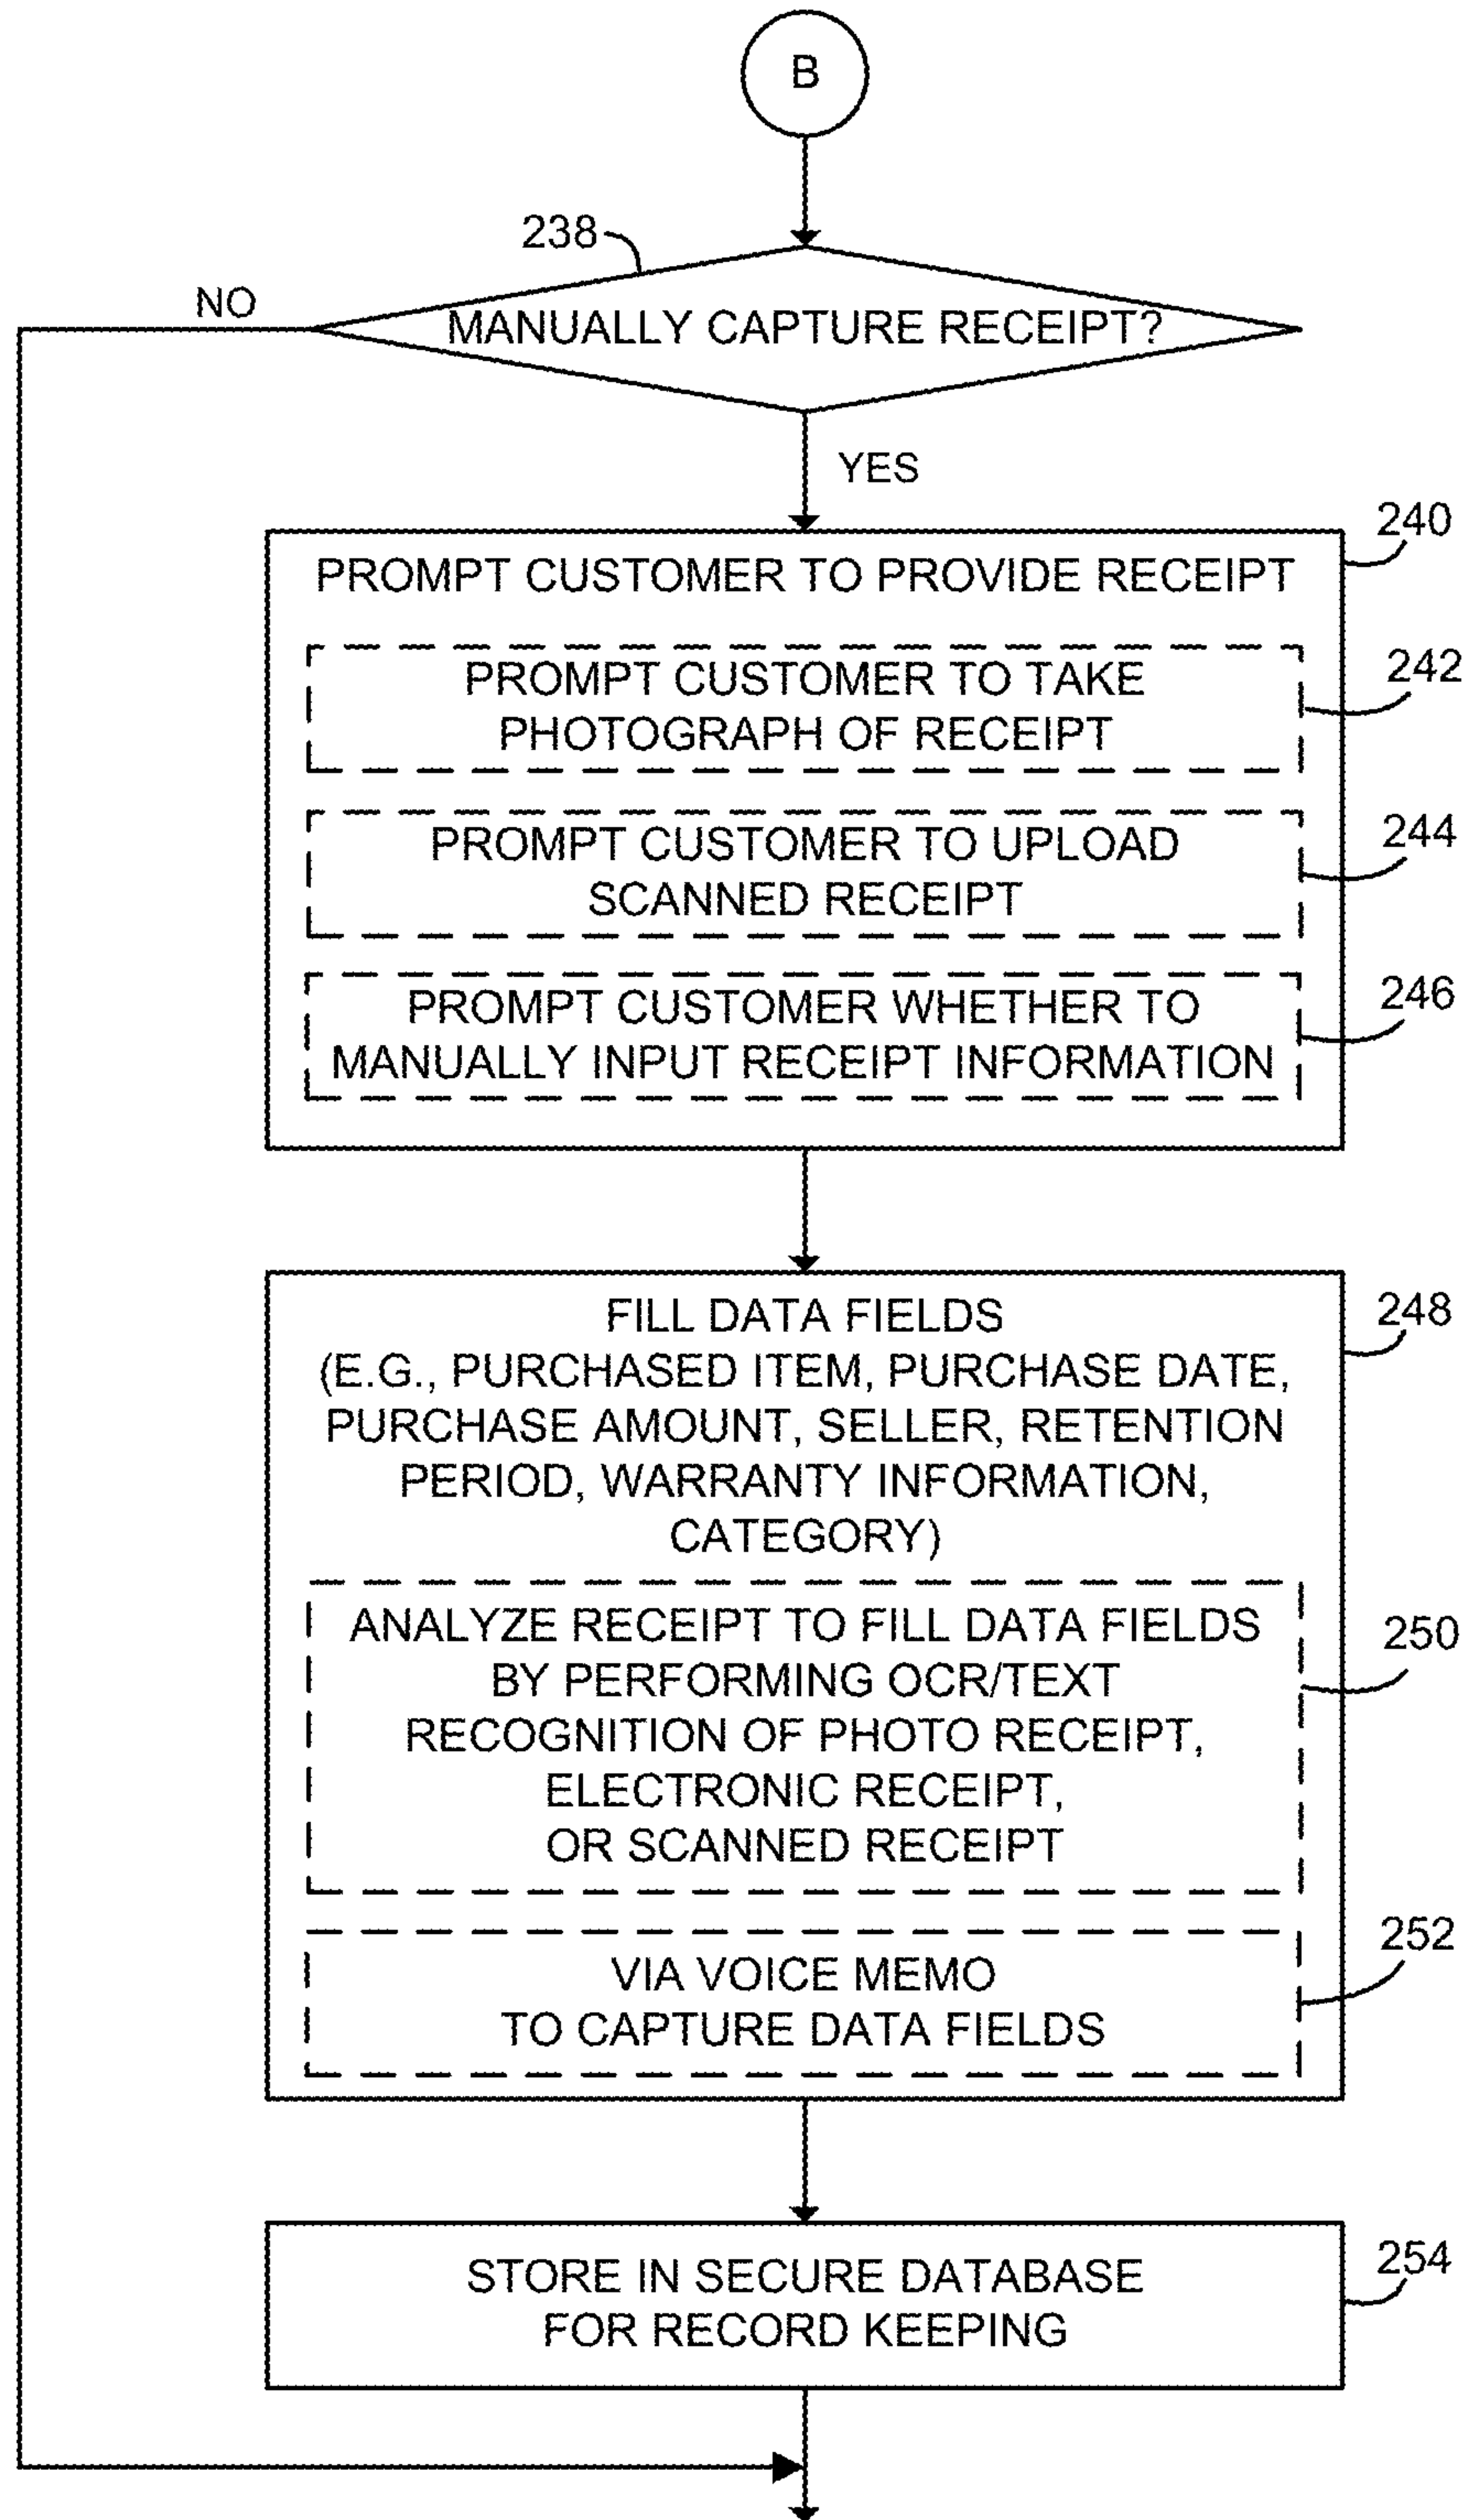 B
238
NO
MANUALLY CAPTURE RECEIPT?
YES
240
PROMPT CUSTOMER TO PROVIDE RECEIPT
242
PROMPT CUSTOMER TO TAKE
PHOTOGRAPH OF RECEIPT
244
PROMPT CUSTOMER TO UPLOAD
SCANNED RECEIPT
246
PROMPT CUSTOMER WHETHER TO
MANUALLY INPUT RECEIPT INFORMATION
248
FILL DATA FIELDS
(E.G., PURCHASED ITEM, PURCHASE DATE,
PURCHASE AMOUNT, SELLER, RETENTION
PERIOD, WARRANTY INFORMATION,
CATEGORY)
250
ANALYZE RECEIPT TO FILL DATA FIELDS
BY PERFORMING OCR/TEXT
RECOGNITION OF PHOTO RECEIPT,
ELECTRONIC RECEIPT,
OR SCANNED RECEIPT
252
VIA VOICE MEMO
TO CAPTURE DATA FIELDS
254
STORE IN SECURE DATABASE
FOR RECORD KEEPING